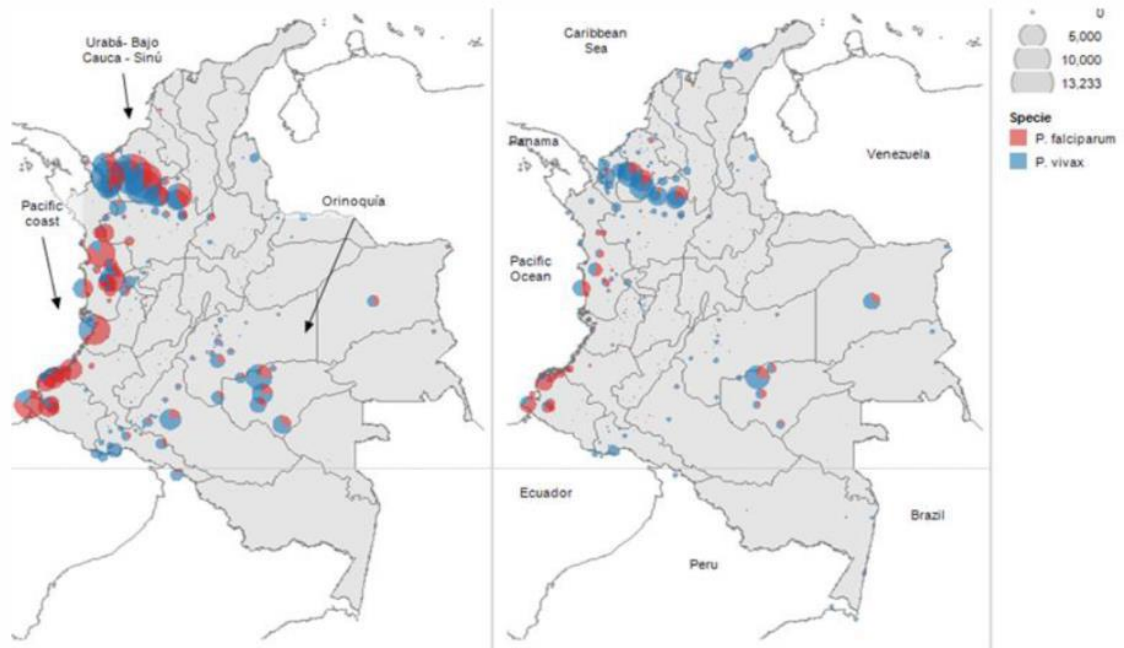 Urabá- Bajo
Cauca - Sinú
Pacific
coast
Orinoquía
Caribbean
Sea
Panama
Venezuela
Pacific
Ocean
Ecuador
Peru
Brazil
0
5,000
10,000
13,233
Specie
P. falciparum
P. vivax